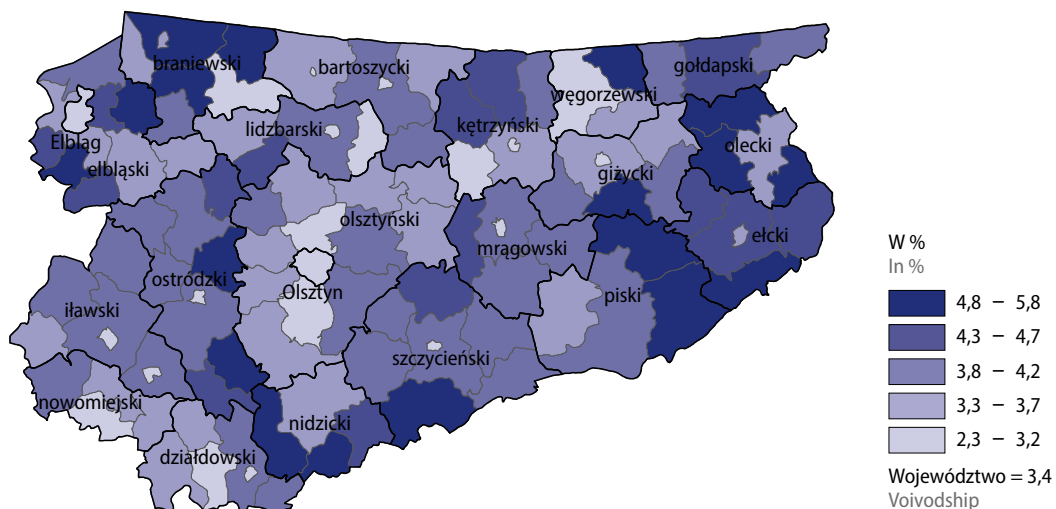 braniewski
bartoszycki
gołdapski
węgorzewski
lidzbarski
kętrzyński
Elbląg
olecki
elbląski
giżycki
olsztyński
mrągowski
ełcki
ostródzki
Olsztyn
piski
iławski
szczycieński
nowomiejski
nidzicki
działdowski
W %
In %
4,8 – 5,8
4,3 – 4,7
3,8 – 4,2
3,3 – 3,7
2,3 – 3,2
Województwo = 3,4
Voivodship